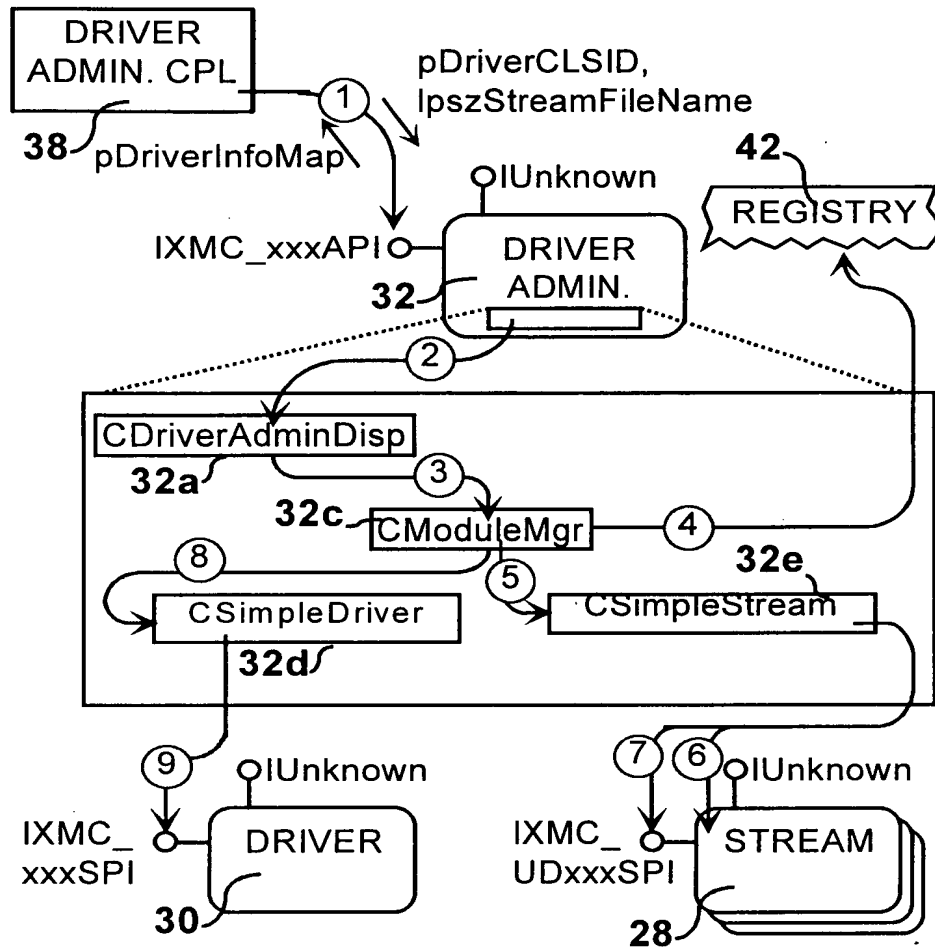 DRIVER
ADMIN. CPL
38
1
pDriverCLSID,
lpszStreamFileName
pDriverInfoMap
IUnknown
42
REGISTRY
IXMC_xxxAPI
DRIVER
ADMIN.
32
2
CDriverAdminDisp
32a
3
32c
CModuleMgr
4
8
5
32e
CSimpleDriver
CSimpleStream
32d
9
IUnknown
7
6
IUnknown
IXMC_
xxxSPI
DRIVER
30
IXMC_
UDxxxSPI
STREAM
28